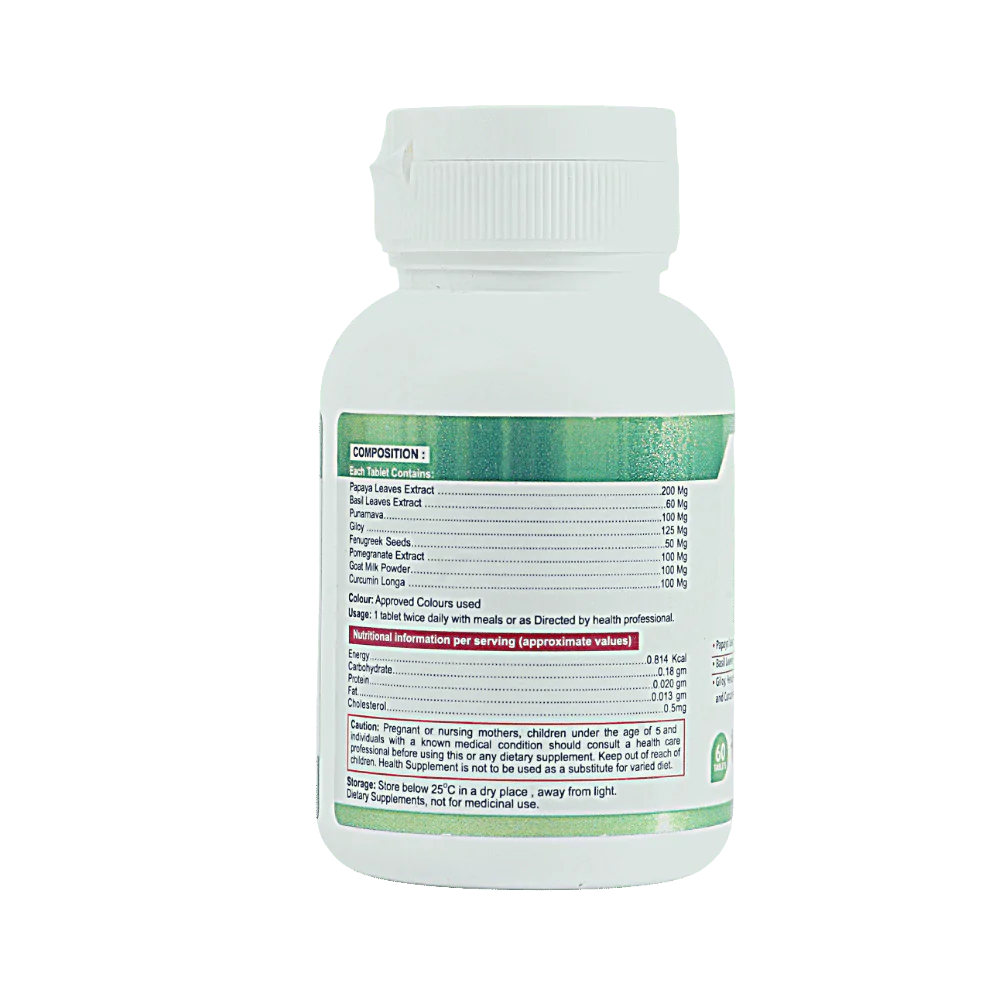 COMPOSITION :
Each Tablet Contains:
Papaya Leaves Extract ........ 200 Mg
Basil Leaves Extract ........ 60 Mg
Punarnava ........ 100 Mg
Giloy ........ 125 Mg
Fenugreek Seeds ........ 50 Mg
Pomegranate Extract ........ 100 Mg
Goat Milk Powder ........ 100 Mg
Curcumin Longa ........ 100 Mg
Colour: Approved Colours used
Usage: 1 tablet twice daily with meals or as Directed by health professional.
Nutritional information per serving (approximate values)
Energy ........ 0.814 Kcal
Carbohydrate ........ 0.18 gm
Protein ........ 0.020 gm
Fat ........ 0.013 gm
Cholesterol ........ 0.5mg
Caution: Pregnant or nursing mothers, children under the age of 5 and
individuals with a known medical condition should consult a health care
professional before using this or any dietary supplement. Keep out of reach of
children. Health Supplement is not to be used as a substitute for varied diet.
Storage: Store below 25°C in a dry place , away from light.
Dietary Supplements, not for medicinal use.
• Papaya
• Basil
• Giloy,
and
60
TABLETS